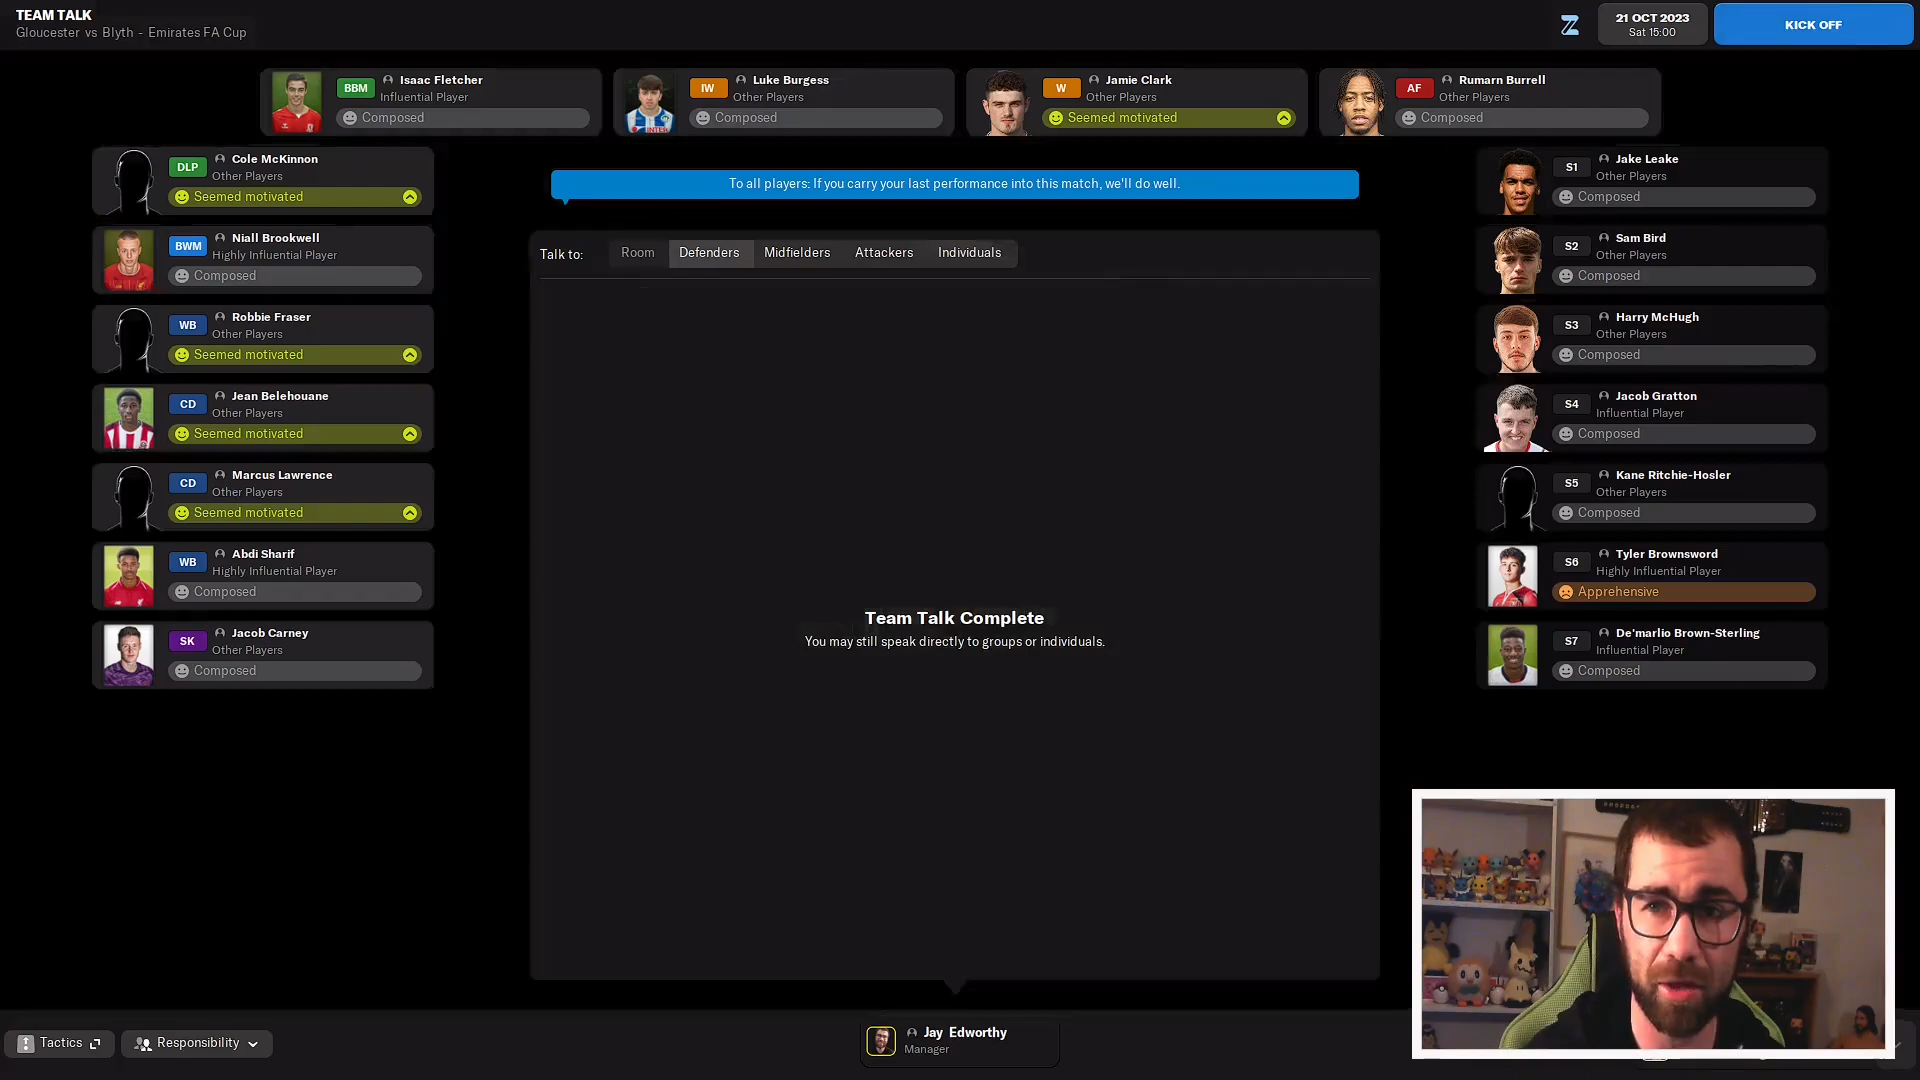 TEAM TALK
Gloucester vs Blyth - Emirates FA Cup
21 OCT 2023
Sat 15:00
KICK OFF
BBM
Isaac Fletcher
Influential Player
Composed
IW
Luke Burgess
Other Players
Composed
W
Jamie Clark
Other Players
Seemed motivated
AF
Rumarn Burrell
Other Players
Composed
DLP
Cole McKinnon
Other Players
Seemed motivated
BWM
Niall Brookwell
Highly Influential Player
Composed
WB
Robbie Fraser
Other Players
Seemed motivated
CD
Jean Belehouane
Other Players
Seemed motivated
CD
Marcus Lawrence
Other Players
Seemed motivated
WB
Abdi Sharif
Highly Influential Player
Composed
SK
Jacob Carney
Other Players
Composed
To all players: If you carry your last performance into this match, we'll do well.
Talk to: Room Defenders Midfielders Attackers Individuals
Team Talk Complete
You may still speak directly to groups or individuals.
S1
Jake Leake
Other Players
Composed
S2
Sam Bird
Other Players
Composed
S3
Harry McHugh
Other Players
Composed
S4
Jacob Gratton
Influential Player
Composed
S5
Kane Ritchie-Hosler
Other Players
Composed
S6
Tyler Brownsword
Highly Influential Player
Apprehensive
S7
De'marlio Brown-Sterling
Influential Player
Composed
Tactics
Responsibility
Jay Edworthy
Manager